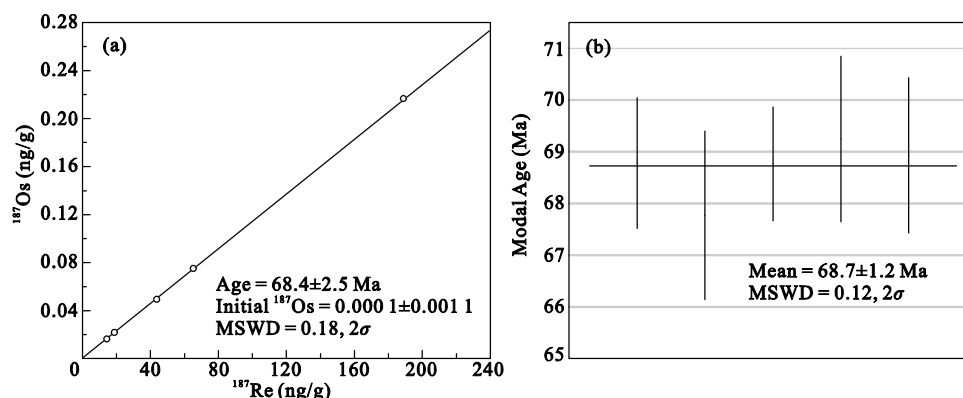 (a)
0.28
0.24
0.20
0.16
0.12
0.08
0.04
¹⁸⁷Os (ng/g)
Age = 68.4±2.5 Ma
Initial ¹⁸⁷Os = 0.000 1±0.001 1
MSWD = 0.18, 2σ
0 40 80 120 160 200 240
¹⁸⁷Re (ng/g)
(b)
71
70
69
68
67
66
65
Modal Age (Ma)
Mean = 68.7±1.2 Ma
MSWD = 0.12, 2σ